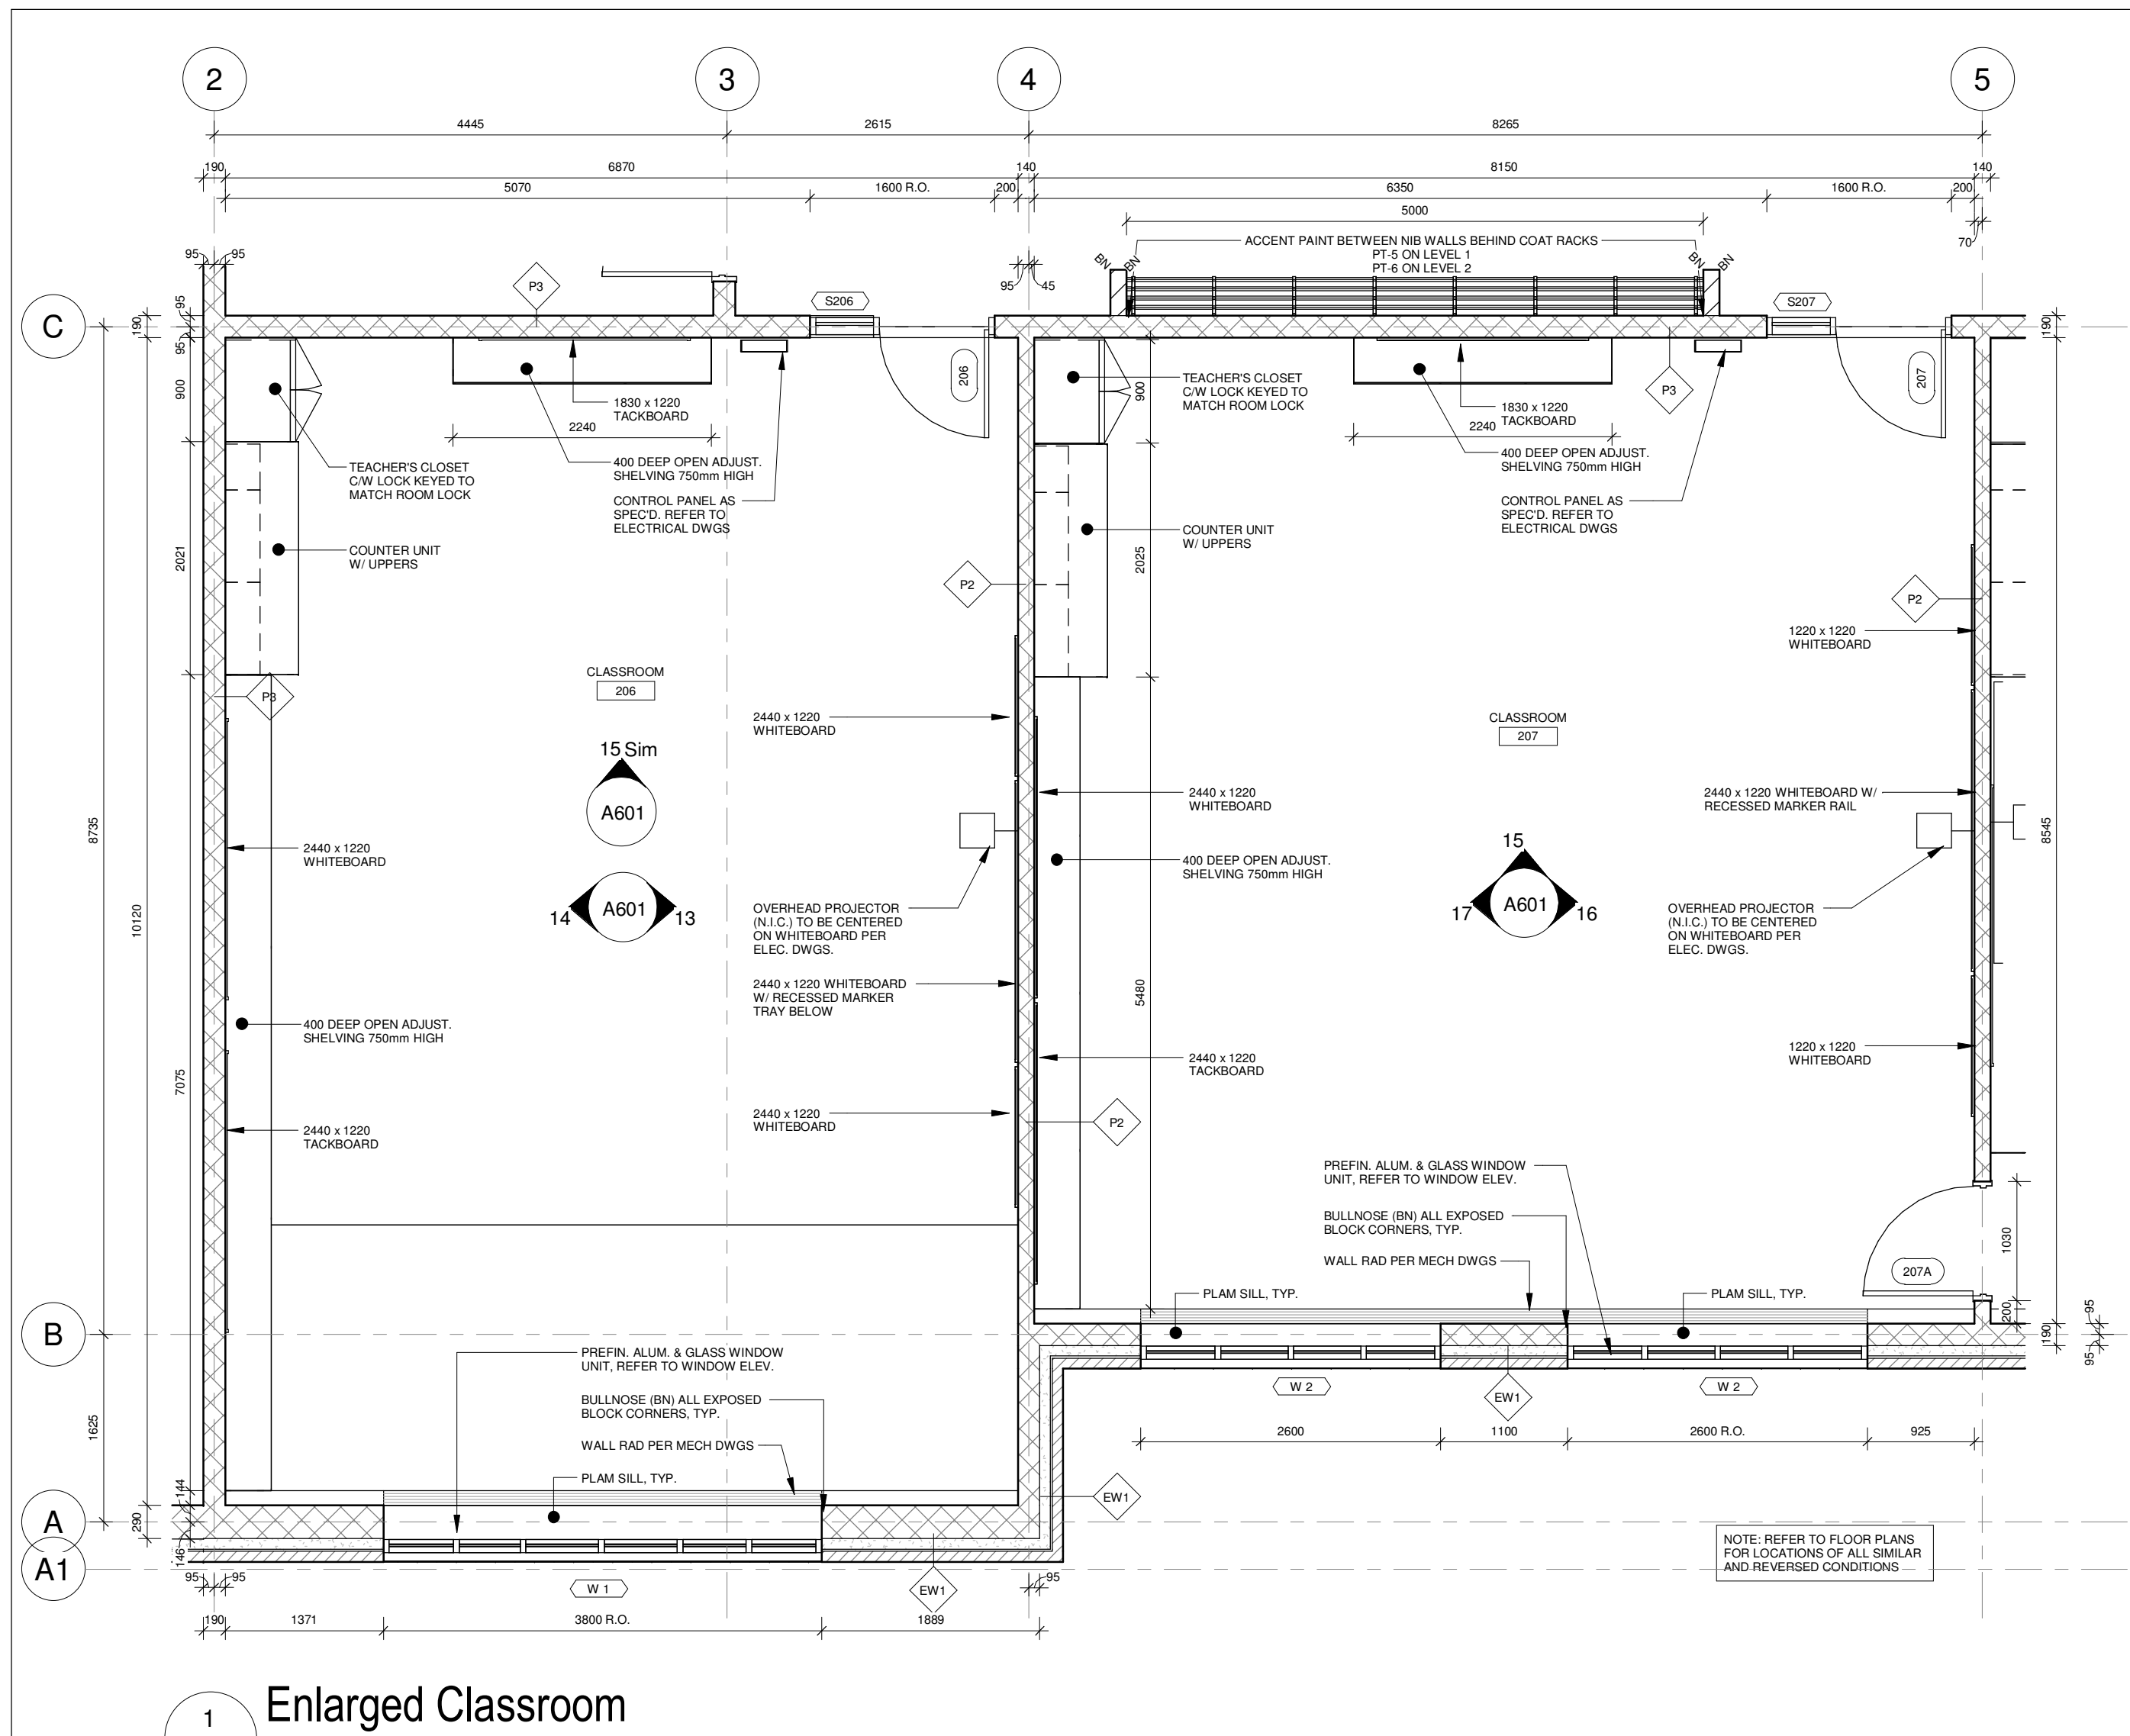 2
3
4
5
4445
2615
8265
190
6870
140
8150
140
5070
1600 R.O.
200
6350
1600 R.O.
200
5000
70
ACCENT PAINT BETWEEN NIB WALLS BEHIND COAT RACKS
PT-5 ON LEVEL 1
PT-6 ON LEVEL 2
BN
BN
BN
BN
95
95
95
45
P3
S206
S207
C
95
190
95
190
900
206
207
TEACHER'S CLOSET
C/W LOCK KEYED TO
MATCH ROOM LOCK
900
P3
1830 x 1220
TACKBOARD
1830 x 1220
TACKBOARD
2240
2240
TEACHER'S CLOSET
C/W LOCK KEYED TO
MATCH ROOM LOCK
400 DEEP OPEN ADJUST.
SHELVING 750mm HIGH
400 DEEP OPEN ADJUST.
SHELVING 750mm HIGH
CONTROL PANEL AS
SPEC'D. REFER TO
ELECTRICAL DWGS
CONTROL PANEL AS
SPEC'D. REFER TO
ELECTRICAL DWGS
2021
COUNTER UNIT
W/ UPPERS
COUNTER UNIT
W/ UPPERS
2025
P2
P2
1220 x 1220
WHITEBOARD
CLASSROOM
206
P3
2440 x 1220
WHITEBOARD
CLASSROOM
207
15 Sim
A601
2440 x 1220
WHITEBOARD
2440 x 1220 WHITEBOARD W/
RECESSED MARKER RAIL
8735
8545
2440 x 1220
WHITEBOARD
15
400 DEEP OPEN ADJUST.
SHELVING 750mm HIGH
14
A601
13
17
A601
16
10120
OVERHEAD PROJECTOR
(N.I.C.) TO BE CENTERED
ON WHITEBOARD PER
ELEC. DWGS.
OVERHEAD PROJECTOR
(N.I.C.) TO BE CENTERED
ON WHITEBOARD PER
ELEC. DWGS.
2440 x 1220 WHITEBOARD
W/ RECESSED MARKER
TRAY BELOW
5480
400 DEEP OPEN ADJUST.
SHELVING 750mm HIGH
7075
2440 x 1220
TACKBOARD
1220 x 1220
WHITEBOARD
2440 x 1220
TACKBOARD
2440 x 1220
WHITEBOARD
P2
PREFIN. ALUM. & GLASS WINDOW
UNIT, REFER TO WINDOW ELEV.
BULLNOSE (BN) ALL EXPOSED
BLOCK CORNERS, TYP.
WALL RAD PER MECH DWGS
1030
207A
PLAM SILL, TYP.
PLAM SILL, TYP.
200
95
190
95
B
PREFIN. ALUM. & GLASS WINDOW
UNIT, REFER TO WINDOW ELEV.
BULLNOSE (BN) ALL EXPOSED
BLOCK CORNERS, TYP.
WALL RAD PER MECH DWGS
PLAM SILL, TYP.
W 2
EW1
W 2
1625
2600
1100
2600 R.O.
925
144
290
146
A
A1
EW1
NOTE: REFER TO FLOOR PLANS
FOR LOCATIONS OF ALL SIMILAR
AND REVERSED CONDITIONS
95
95
W 1
EW1
95
190
1371
3800 R.O.
1889
1
Enlarged Classroom